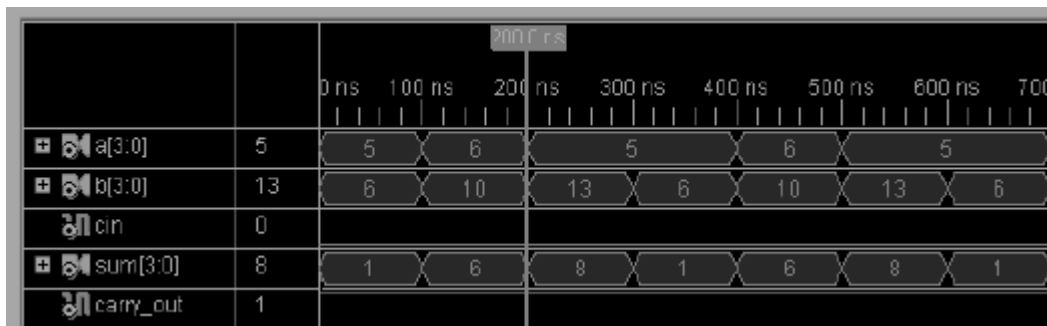 200.0 ns
0 ns 100 ns 200 ns 300 ns 400 ns 500 ns 600 ns 700
a[3:0] 5 5 6 5 6 5
b[3:0] 13 6 10 13 6 10 13 6
cin 0
sum[3:0] 8 1 6 8 1 6 8 1
carry_out 1